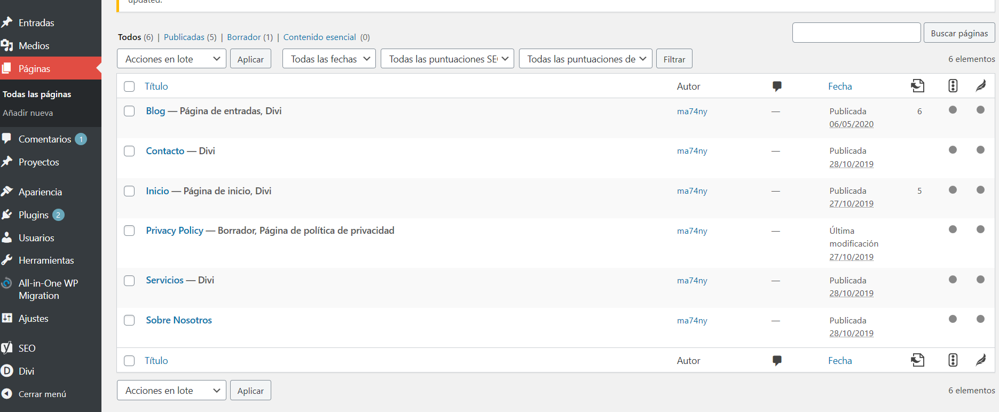 updated.
Entradas
Medios
Páginas
Todas las páginas
Añadir nueva
Comentarios 1
Proyectos
Apariencia
Plugins 2
Usuarios
Herramientas
All-in-One WP
Migration
Ajustes
SEO
Divi
Cerrar menú
Todos (6) | Publicadas (5) | Borrador (1) | Contenido esencial (0)
Buscar páginas
Acciones en lote Aplicar Todas las fechas Todas las puntuaciones SE Todas las puntuaciones de Filtrar 6 elementos
Título Autor Fecha
Blog — Página de entradas, Divi ma74ny — Publicada 6
06/05/2020
Contacto — Divi ma74ny — Publicada
28/10/2019
Inicio — Página de inicio, Divi ma74ny — Publicada 5
27/10/2019
Privacy Policy — Borrador, Página de política de privacidad ma74ny — Última
modificación
27/10/2019
Servicios — Divi ma74ny — Publicada
28/10/2019
Sobre Nosotros ma74ny — Publicada
28/10/2019
Título Autor Fecha
Acciones en lote Aplicar 6 elementos